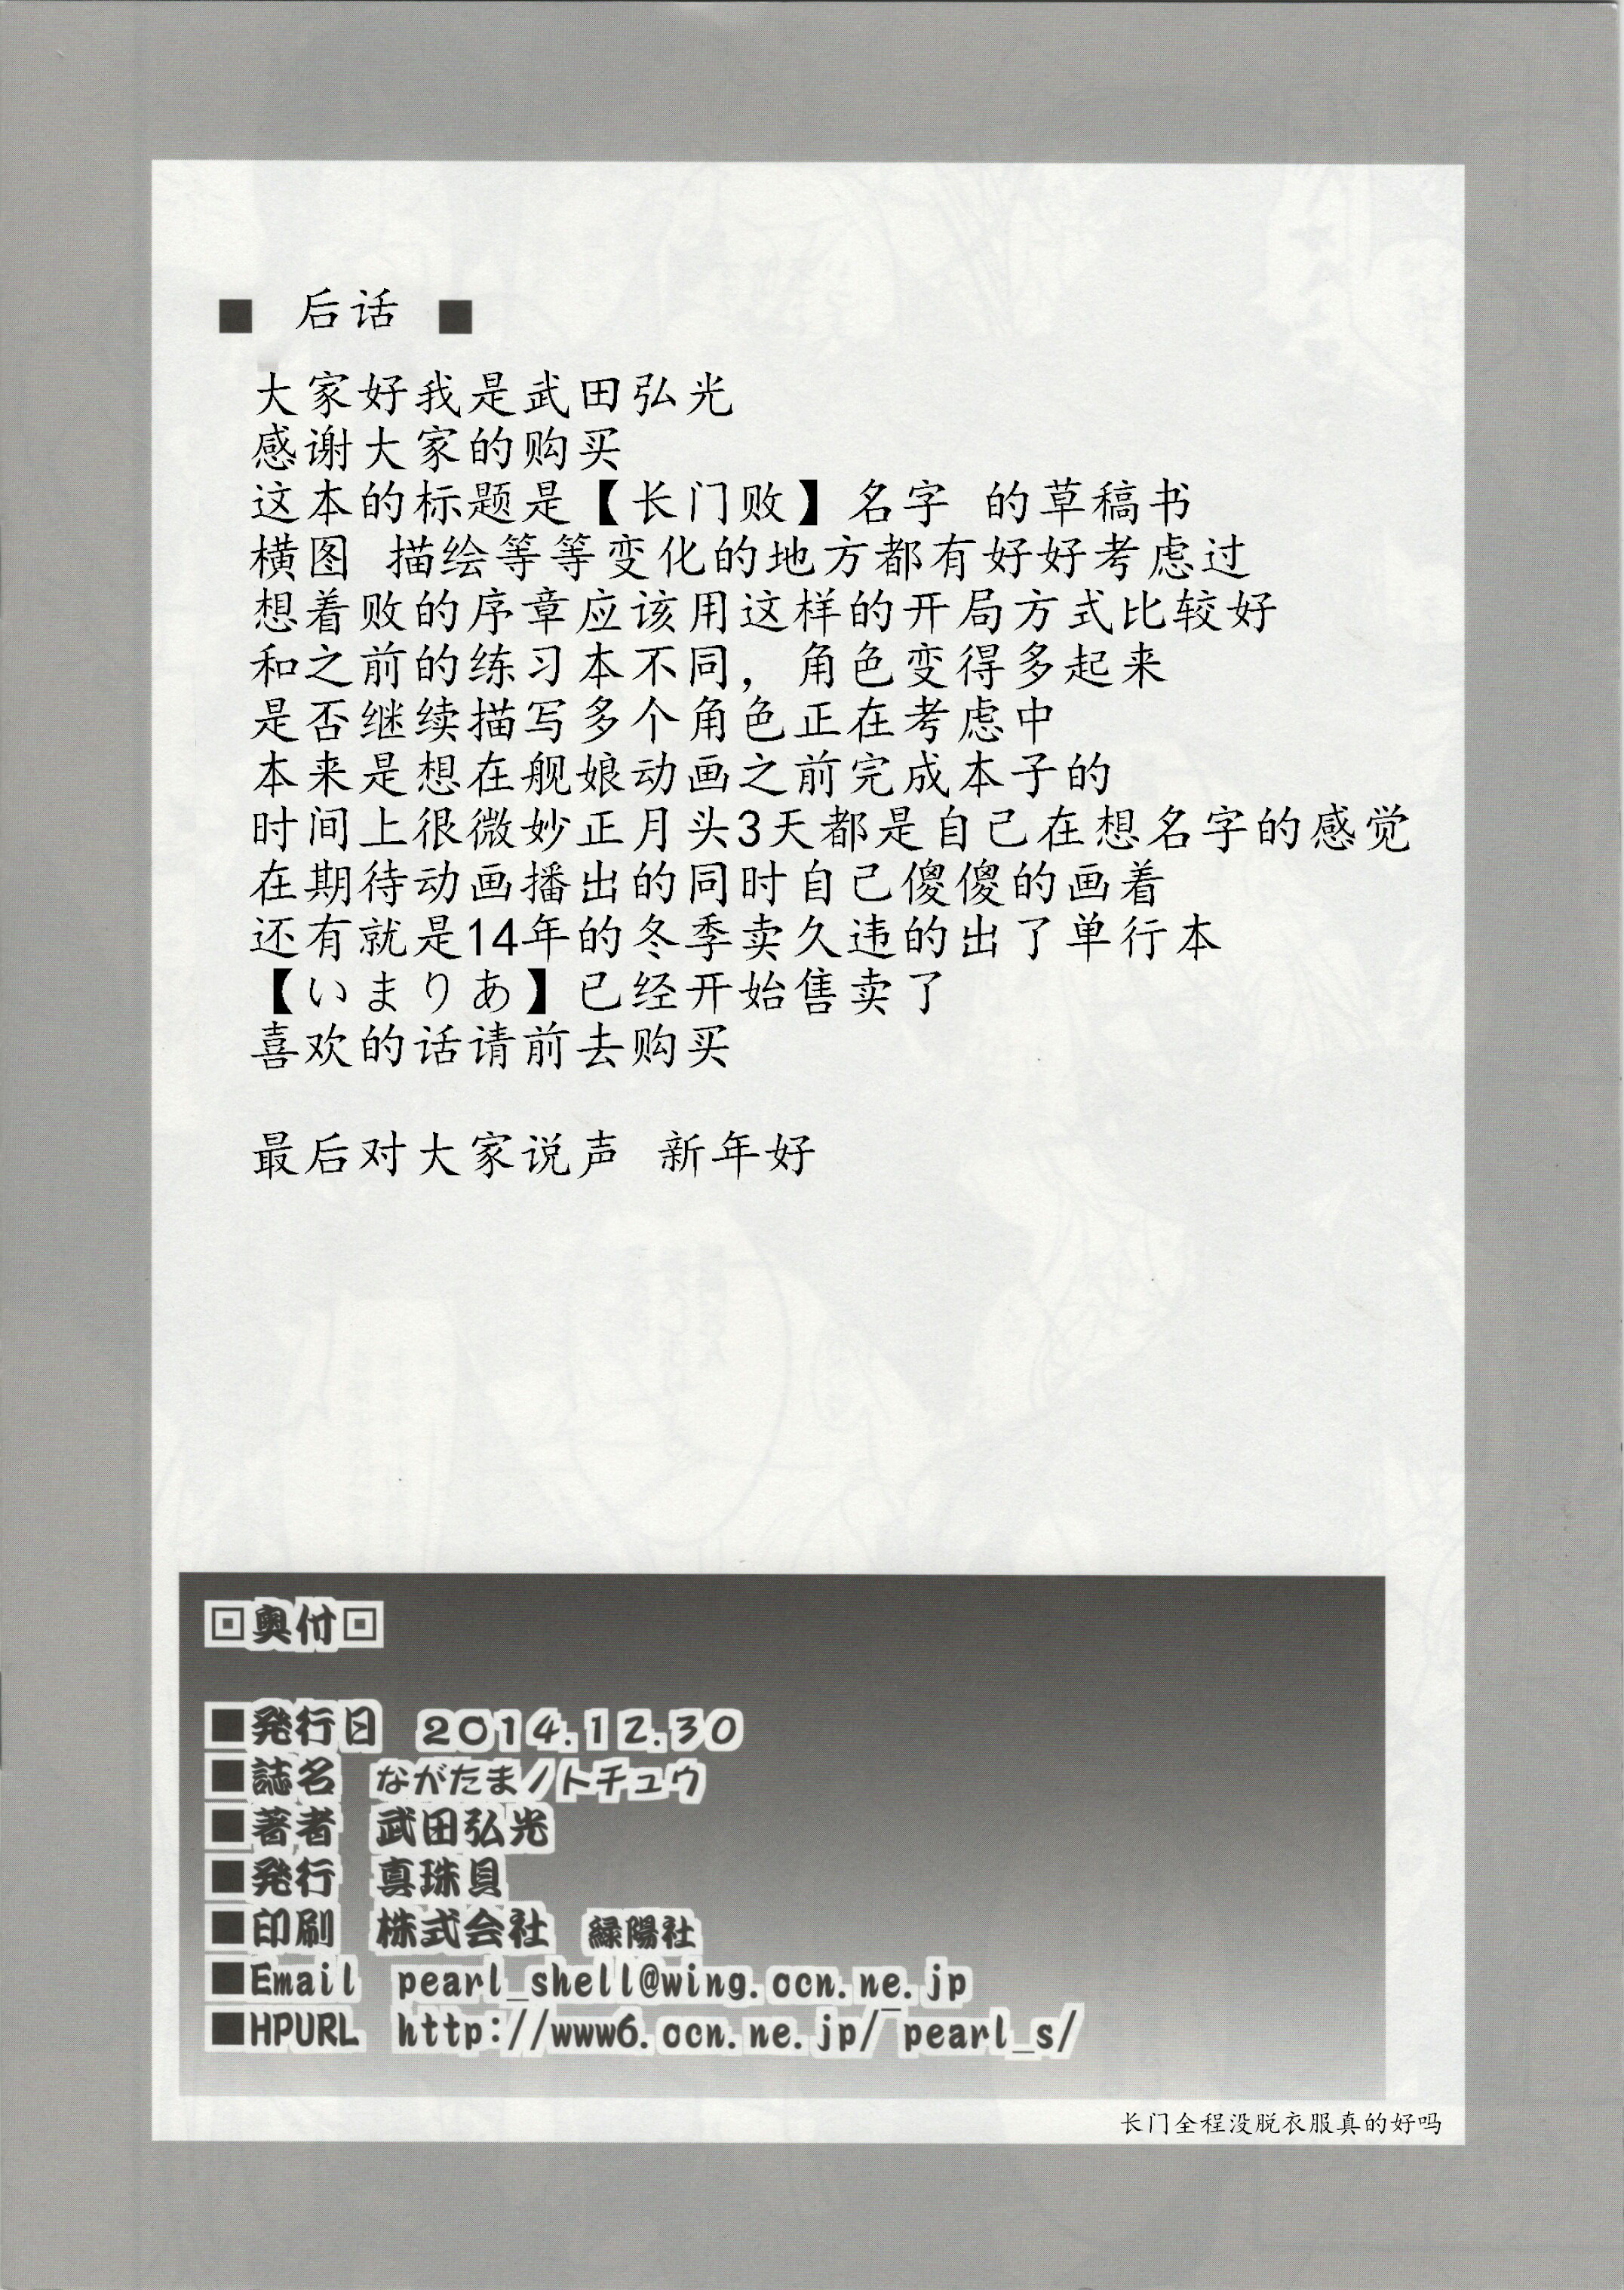 ■ 后话 ■
大家好我是武田弘光
感谢大家的购买
这本的标题是【长门败】名字 的草稿书
横图 描绘等等变化的地方都有好好考虑过
想着败的序章应该用这样的开局方式比较好
和之前的练习本不同，角色变得多起来
是否继续描写多个角色正在考虑中
本来是想在舰娘动画之前完成本子的
时间上很微妙正月头3天都是自己在想名字的感觉
在期待动画播出的同时自己傻傻的画着
还有就是14年的冬季卖久违的出了单行本
【いまりあ】已经开始售卖了
喜欢的话请前去购买
最后对大家说声 新年好
回奥付回
■発行日 2014.12.30
■誌名 ながたまノトチュウ
■著者 武田弘光
■発行 真珠貝
■印刷 株式会社 緑陽社
■Email pearl_shell@wing.ocn.ne.jp
■HPURL http://www6.ocn.ne.jp/‾pearl_s/
长门全程没脱衣服真的好吗